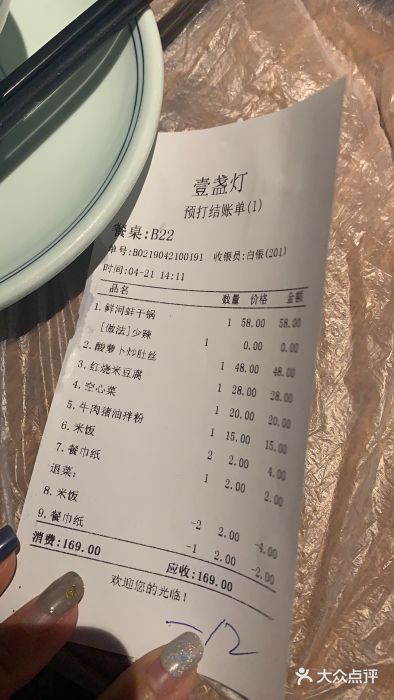 壹盏灯
预打结账单(1)
餐桌:B22
单号:B0219042100191 收银员:白银(201)
时间:04-21 14:11
品名 数量 价格 金额
1.鲜河蚌干锅 1 58.00 58.00
[做法]少辣 1 0.00 0.00
2.酸萝卜炒肚丝 1 48.00 48.00
3.红烧米豆腐 1 28.00 28.00
4.空心菜 1 20.00 20.00
5.牛肉猪油拌粉 1 15.00 15.00
6.米饭 2 2.00 4.00
7.餐巾纸 1 2.00 2.00
退菜:
8.米饭 -2 2.00 -4.00
9.餐巾纸 -1 2.00 -2.00
消费:169.00 应收:169.00
欢迎您的光临!
大众点评